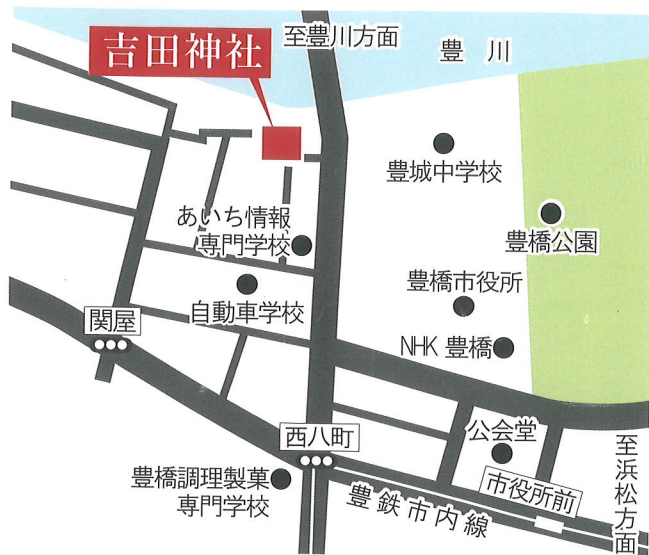 至豊川方面
豊川
吉田神社
豊城中学校
あいち情報
専門学校
豊橋公園
自動車学校
豊橋市役所
関屋
NHK 豊橋
西八町
公会堂
至浜松方面
豊橋調理製菓
専門学校
市役所前
豊鉄市内線